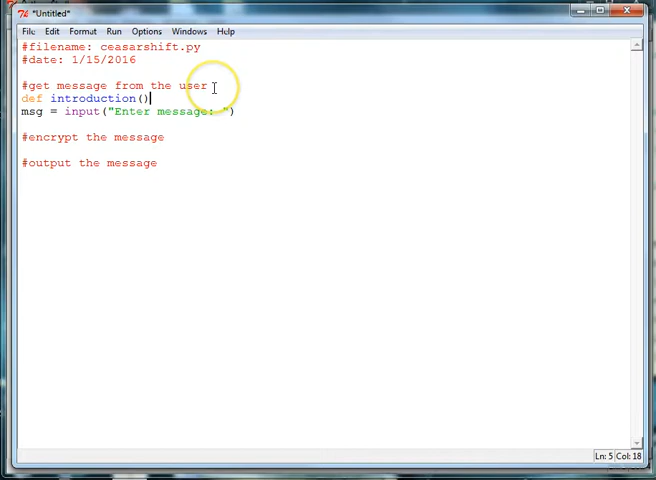 *Untitled*
File Edit Format Run Options Windows Help
#filename: ceasarshift.py
#date: 1/15/2016
#get message from the user
def introduction()
msg = input("Enter message: ")
#encrypt the message
#output the message
Ln: 5 Col: 18